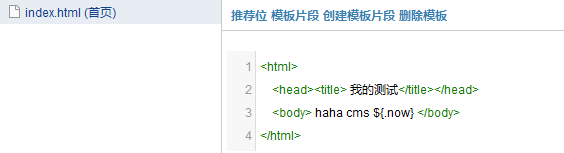 index.html (首页)
推荐位 模板片段 创建模板片段 删除模板
1 <html>
2 <head><title> 我的测试</title></head>
3 <body> haha cms ${.now} </body>
4 </html>